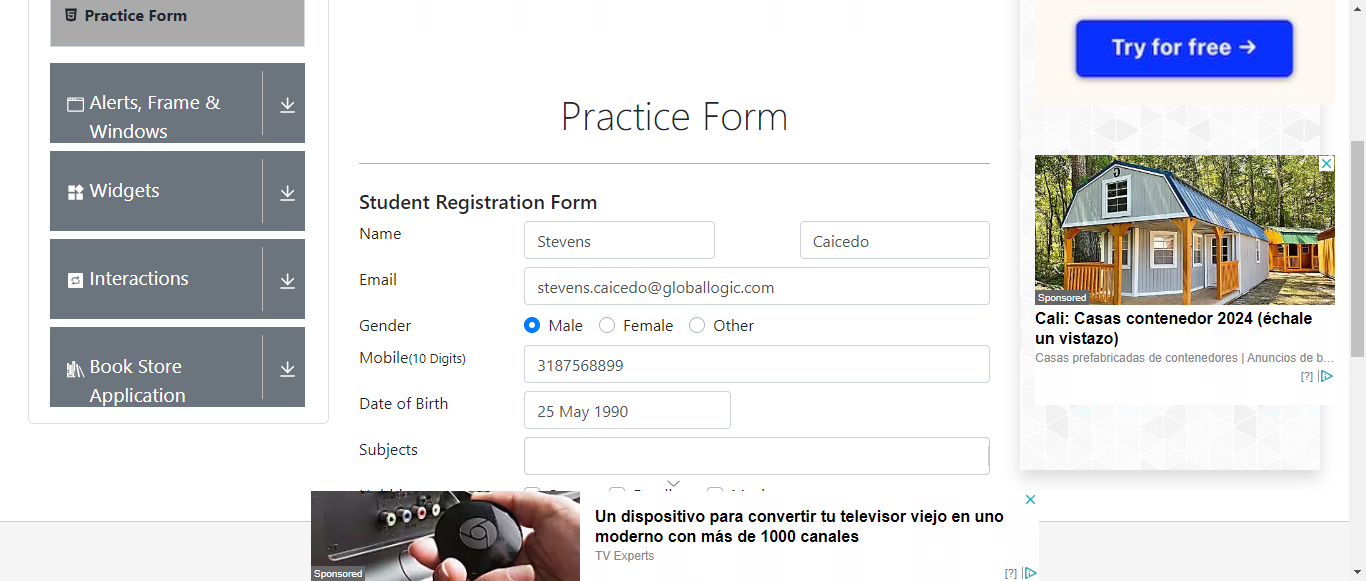 Practice Form
Alerts, Frame &
Windows
Widgets
Interactions
Book Store
Application
Practice Form
Student Registration Form
Name
Stevens
Caicedo
Email
stevens.caicedo@globallogic.com
Gender
Male
Female
Other
Mobile(10 Digits)
3187568899
Date of Birth
25 May 1990
Subjects
Try for free →
Sponsored
Cali: Casas contenedor 2024 (échale
un vistazo)
Casas prefabricadas de contenedores | Anuncios de b...
[?]
Sponsored
Un dispositivo para convertir tu televisor viejo en uno
moderno con más de 1000 canales
TV Experts
[?]